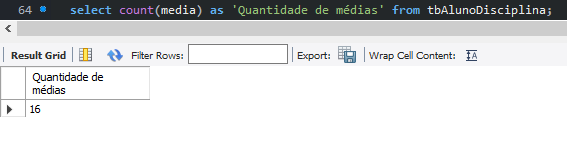 64 select count(media) as 'Quantidade de médias' from tbAlunoDisciplina;
Result Grid Filter Rows: Export: Wrap Cell Content:
Quantidade de
médias
16